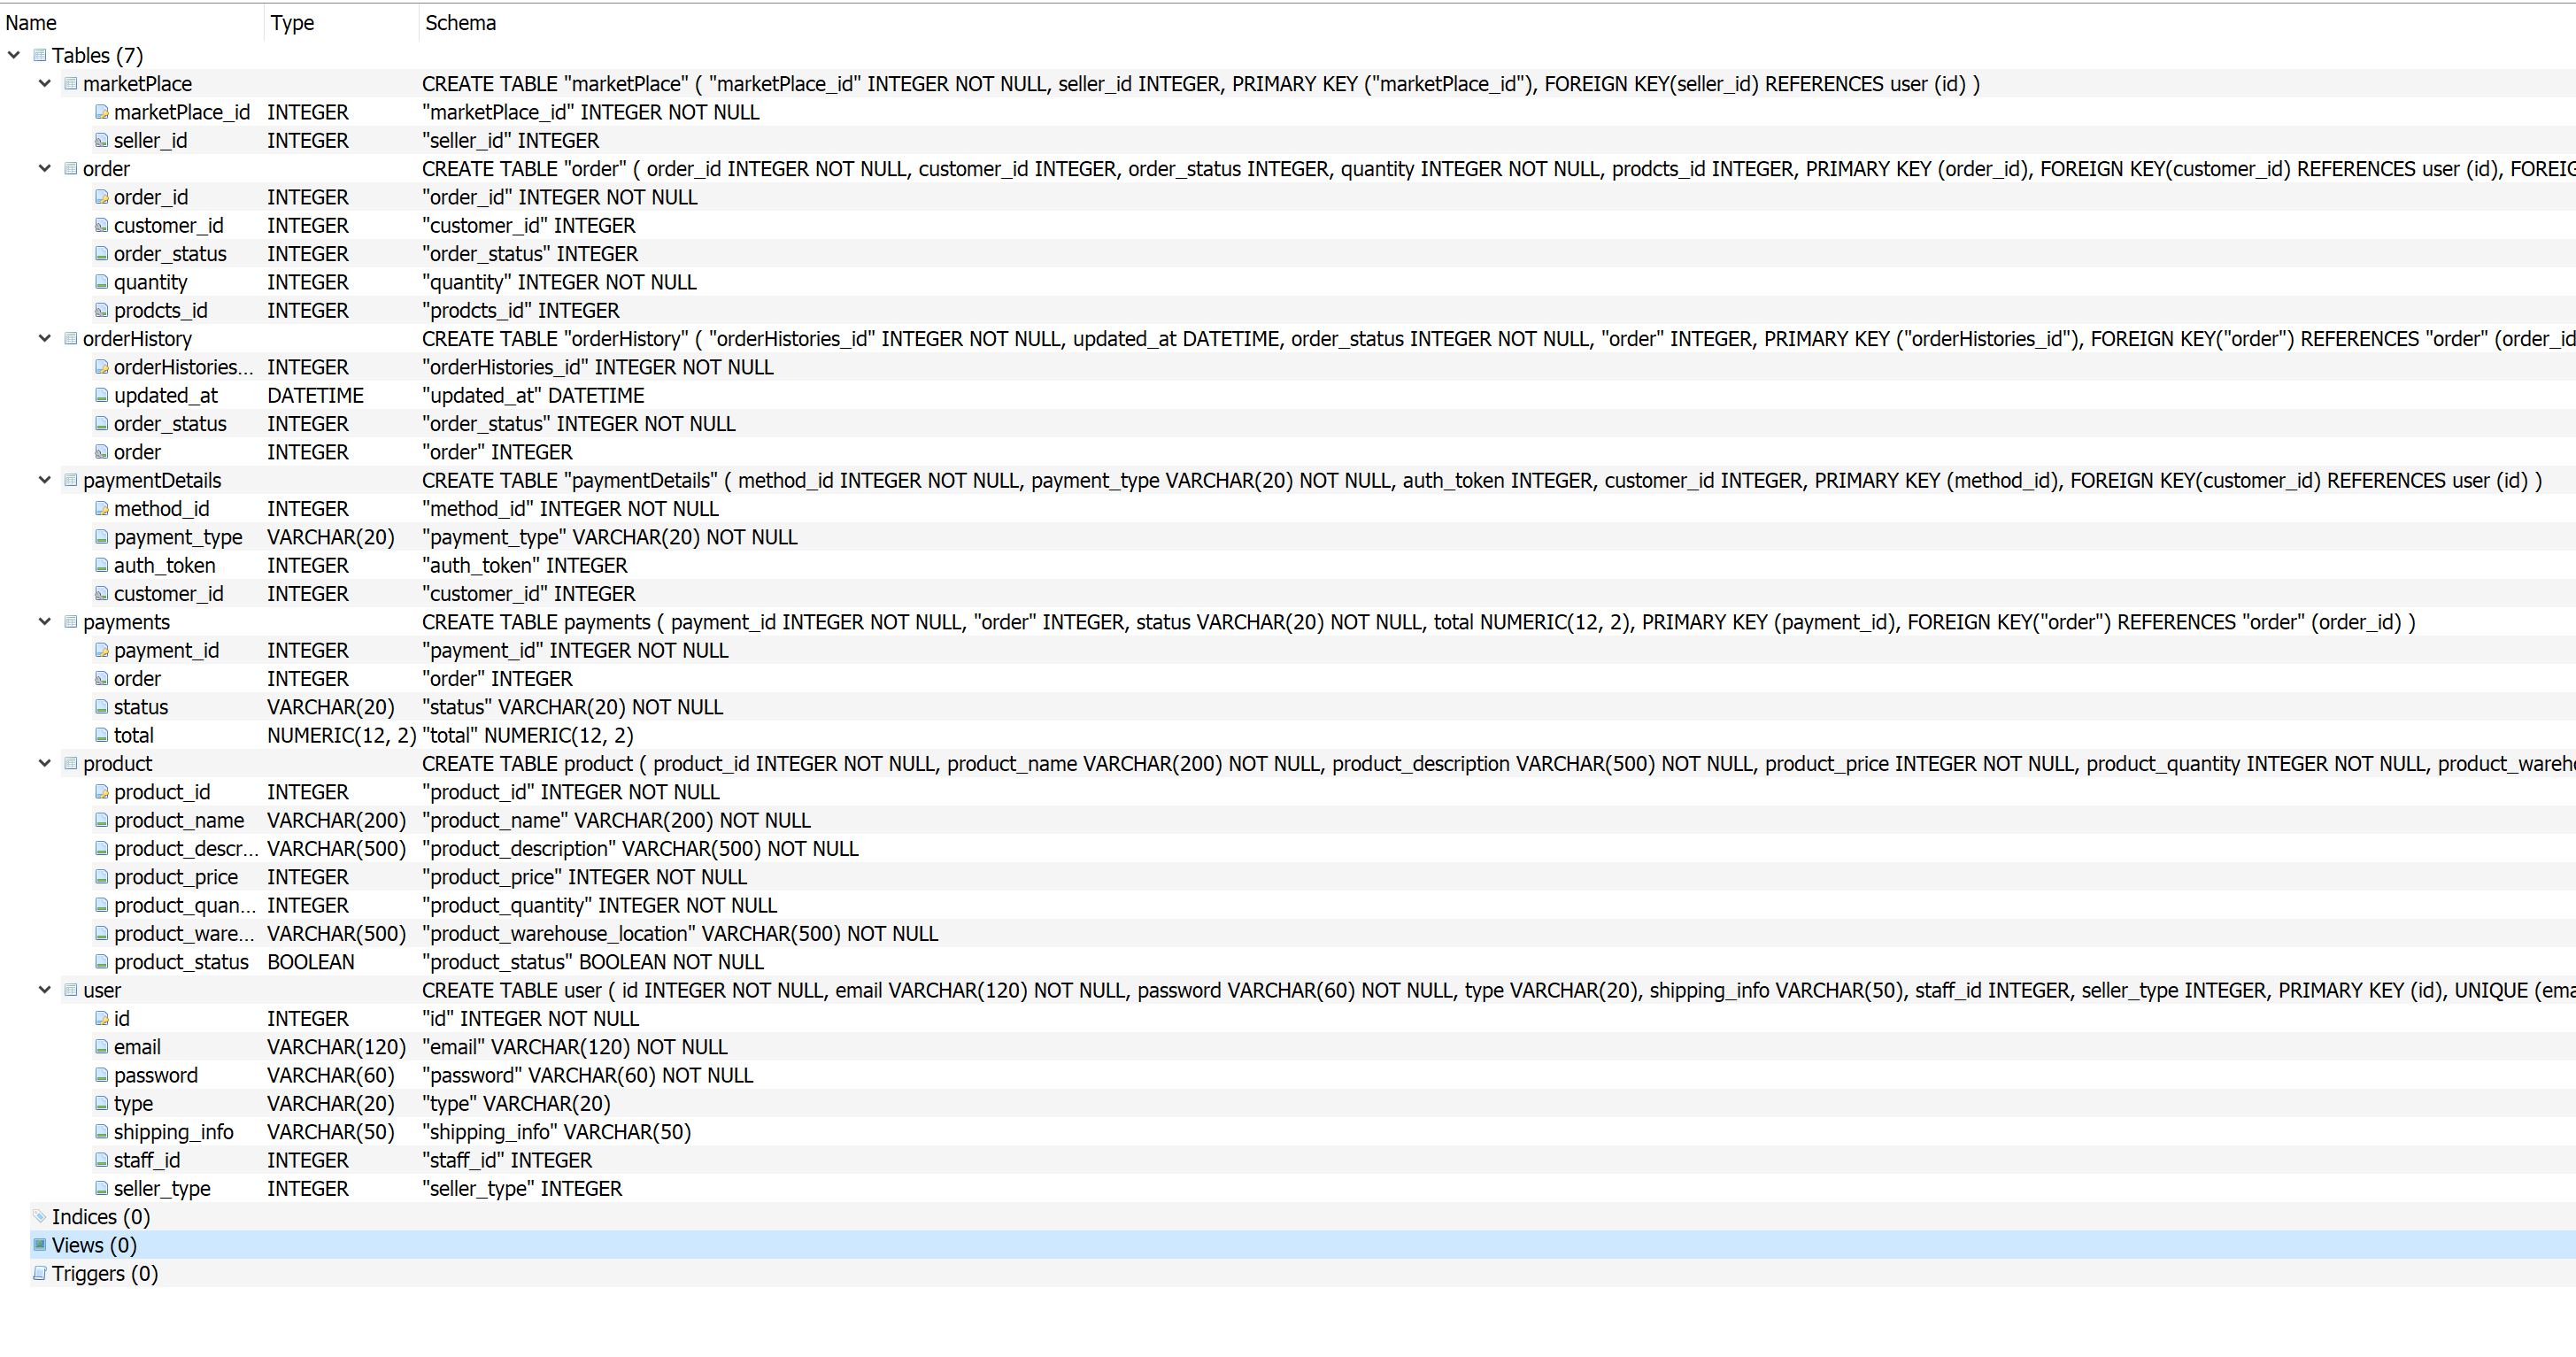 Name Type Schema
Tables (7)
marketPlace CREATE TABLE "marketPlace" ( "marketPlace_id" INTEGER NOT NULL, seller_id INTEGER, PRIMARY KEY ("marketPlace_id"), FOREIGN KEY(seller_id) REFERENCES user (id) )
marketPlace_id INTEGER "marketPlace_id" INTEGER NOT NULL
seller_id INTEGER "seller_id" INTEGER
order CREATE TABLE "order" ( order_id INTEGER NOT NULL, customer_id INTEGER, order_status INTEGER, quantity INTEGER NOT NULL, prodcts_id INTEGER, PRIMARY KEY (order_id), FOREIGN KEY(customer_id) REFERENCES user (id), FOREIG
order_id INTEGER "order_id" INTEGER NOT NULL
customer_id INTEGER "customer_id" INTEGER
order_status INTEGER "order_status" INTEGER
quantity INTEGER "quantity" INTEGER NOT NULL
prodcts_id INTEGER "prodcts_id" INTEGER
orderHistory CREATE TABLE "orderHistory" ( "orderHistories_id" INTEGER NOT NULL, updated_at DATETIME, order_status INTEGER NOT NULL, "order" INTEGER, PRIMARY KEY ("orderHistories_id"), FOREIGN KEY("order") REFERENCES "order" (order_id
orderHistories... INTEGER "orderHistories_id" INTEGER NOT NULL
updated_at DATETIME "updated_at" DATETIME
order_status INTEGER "order_status" INTEGER NOT NULL
order INTEGER "order" INTEGER
paymentDetails CREATE TABLE "paymentDetails" ( method_id INTEGER NOT NULL, payment_type VARCHAR(20) NOT NULL, auth_token INTEGER, customer_id INTEGER, PRIMARY KEY (method_id), FOREIGN KEY(customer_id) REFERENCES user (id) )
method_id INTEGER "method_id" INTEGER NOT NULL
payment_type VARCHAR(20) "payment_type" VARCHAR(20) NOT NULL
auth_token INTEGER "auth_token" INTEGER
customer_id INTEGER "customer_id" INTEGER
payments CREATE TABLE payments ( payment_id INTEGER NOT NULL, "order" INTEGER, status VARCHAR(20) NOT NULL, total NUMERIC(12, 2), PRIMARY KEY (payment_id), FOREIGN KEY("order") REFERENCES "order" (order_id) )
payment_id INTEGER "payment_id" INTEGER NOT NULL
order INTEGER "order" INTEGER
status VARCHAR(20) "status" VARCHAR(20) NOT NULL
total NUMERIC(12, 2) "total" NUMERIC(12, 2)
product CREATE TABLE product ( product_id INTEGER NOT NULL, product_name VARCHAR(200) NOT NULL, product_description VARCHAR(500) NOT NULL, product_price INTEGER NOT NULL, product_quantity INTEGER NOT NULL, product_wareh
product_id INTEGER "product_id" INTEGER NOT NULL
product_name VARCHAR(200) "product_name" VARCHAR(200) NOT NULL
product_descr... VARCHAR(500) "product_description" VARCHAR(500) NOT NULL
product_price INTEGER "product_price" INTEGER NOT NULL
product_quan... INTEGER "product_quantity" INTEGER NOT NULL
product_ware... VARCHAR(500) "product_warehouse_location" VARCHAR(500) NOT NULL
product_status BOOLEAN "product_status" BOOLEAN NOT NULL
user CREATE TABLE user ( id INTEGER NOT NULL, email VARCHAR(120) NOT NULL, password VARCHAR(60) NOT NULL, type VARCHAR(20), shipping_info VARCHAR(50), staff_id INTEGER, seller_type INTEGER, PRIMARY KEY (id), UNIQUE (ema
id INTEGER "id" INTEGER NOT NULL
email VARCHAR(120) "email" VARCHAR(120) NOT NULL
password VARCHAR(60) "password" VARCHAR(60) NOT NULL
type VARCHAR(20) "type" VARCHAR(20)
shipping_info VARCHAR(50) "shipping_info" VARCHAR(50)
staff_id INTEGER "staff_id" INTEGER
seller_type INTEGER "seller_type" INTEGER
Indices (0)
Views (0)
Triggers (0)